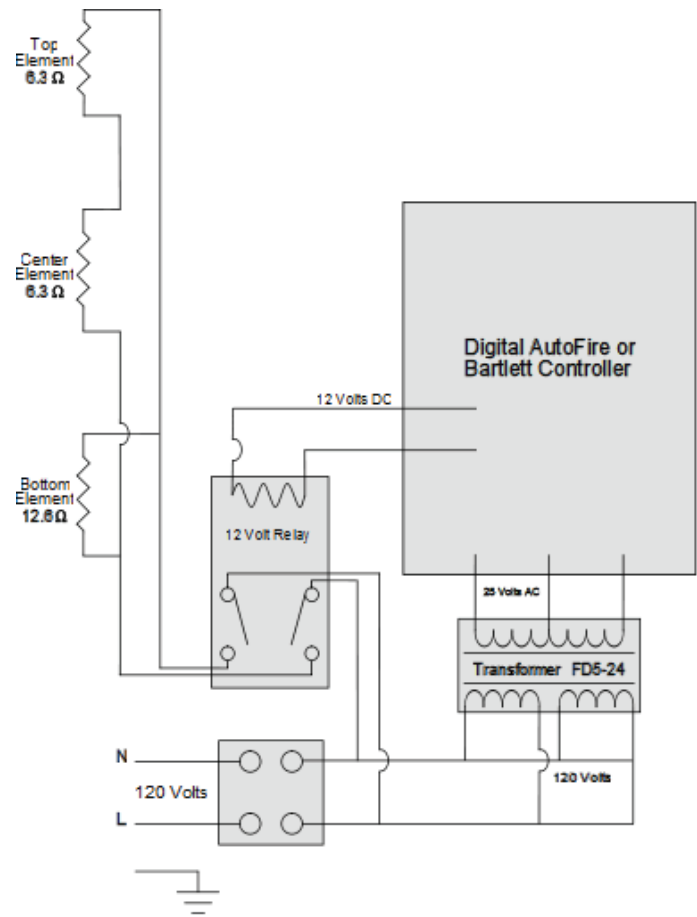 Top
Element
6.3 Ω
Center
Element
6.3 Ω
Bottom
Element
12.6Ω
Digital AutoFire or
Bartlett Controller
12 Volts DC
12 Volt Relay
25 Volts AC
Transformer FD5-24
N
120 Volts
L
120 Volts